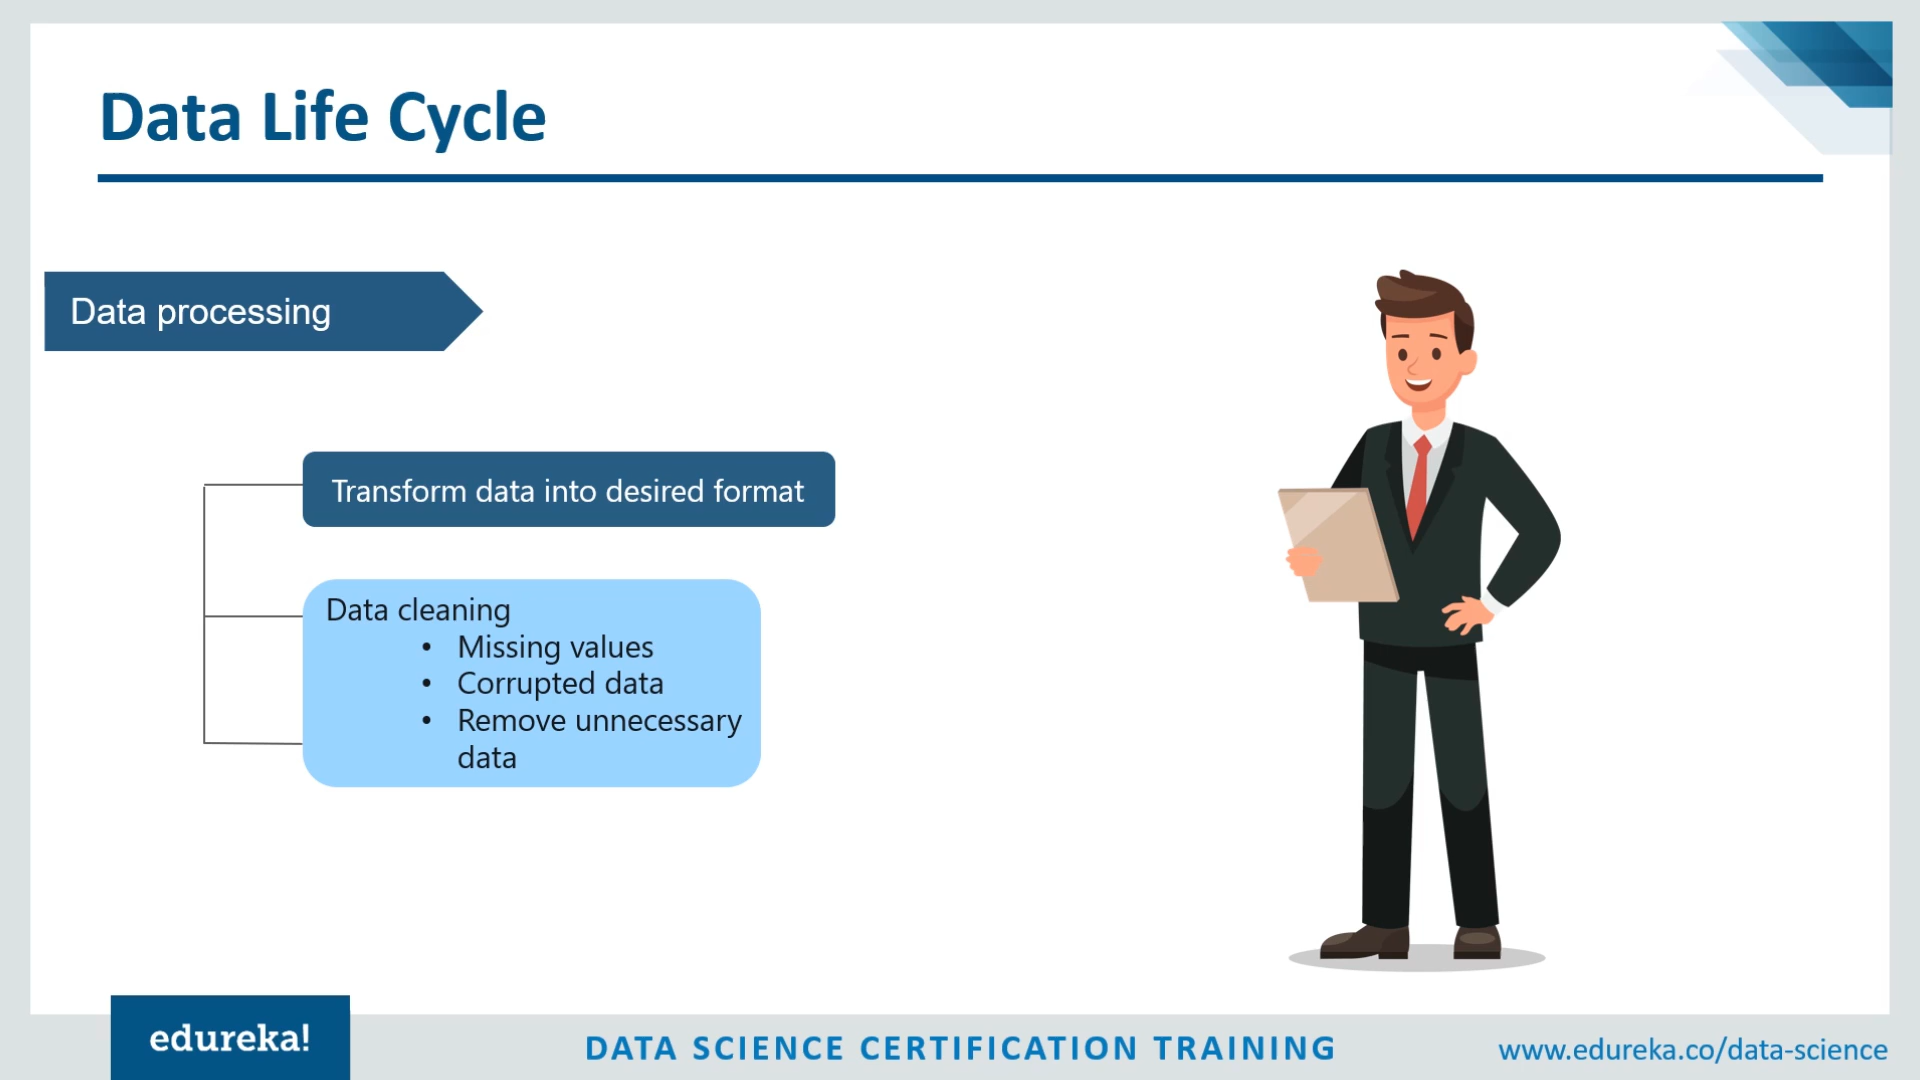 Data Life Cycle
Data processing
Transform data into desired format
Data cleaning
• Missing values
• Corrupted data
• Remove unnecessary
data
edureka!
DATA SCIENCE CERTIFICATION TRAINING
www.edureka.co/data-science